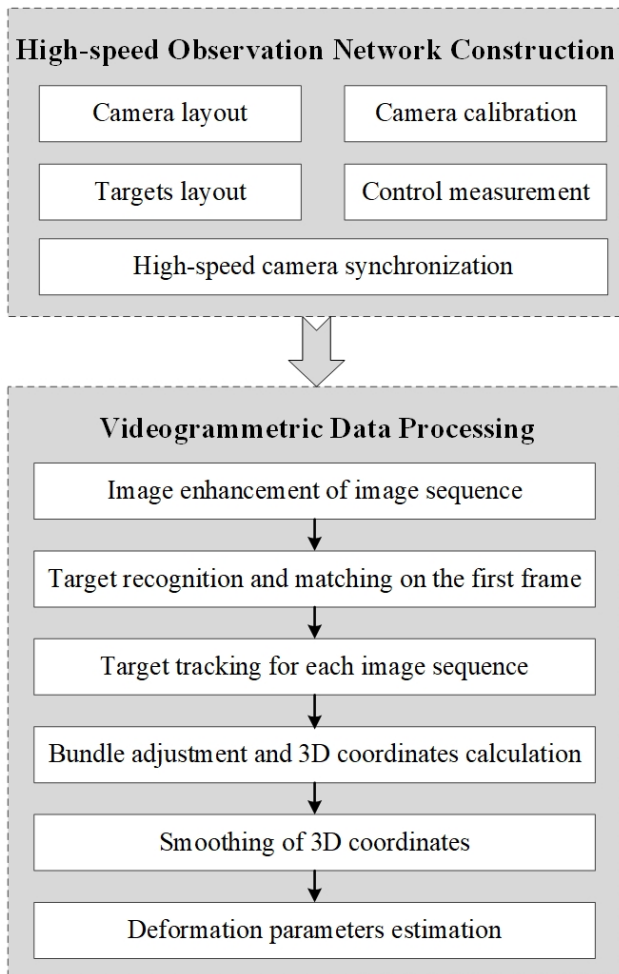 High-speed Observation Network Construction
Camera layout
Camera calibration
Targets layout
Control measurement
High-speed camera synchronization
Videogrammetric Data Processing
Image enhancement of image sequence
Target recognition and matching on the first frame
Target tracking for each image sequence
Bundle adjustment and 3D coordinates calculation
Smoothing of 3D coordinates
Deformation parameters estimation